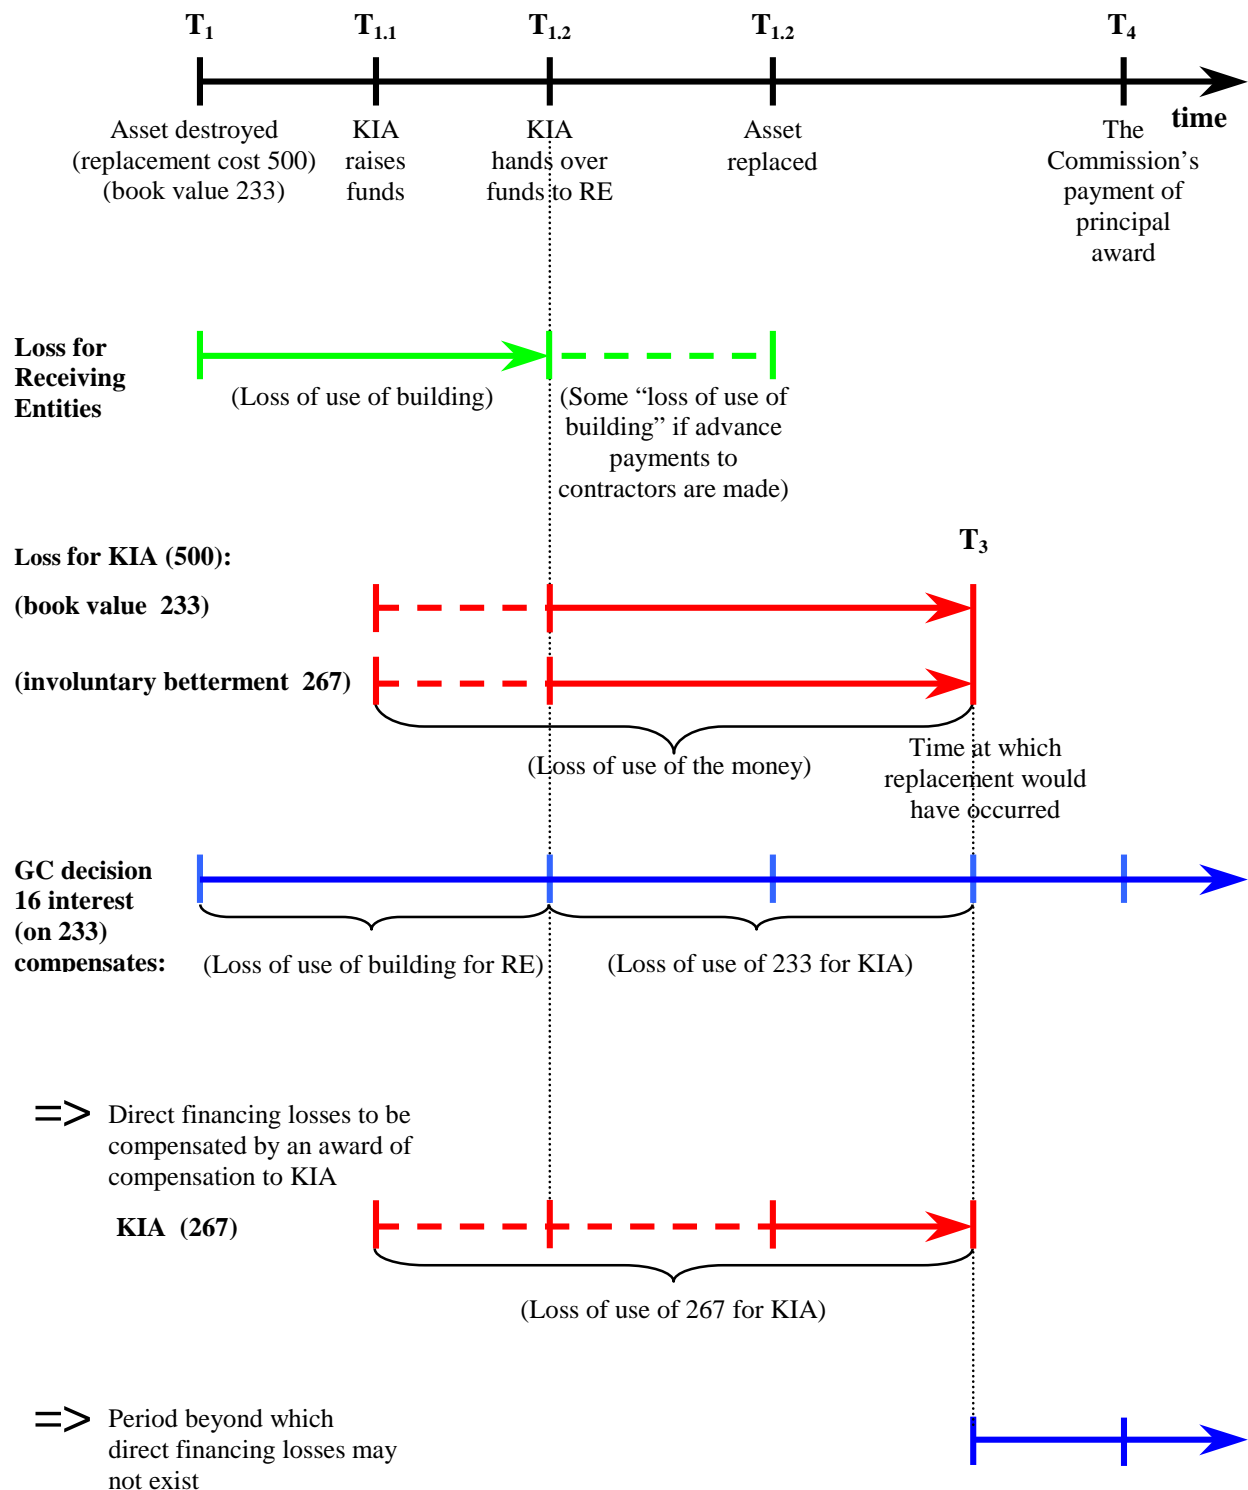 T1 T1.1 T1.2 T1.2 T4
time
Asset destroyed
(replacement cost 500)
(book value 233)
KIA
raises
funds
KIA
hands over
funds to RE
Asset
replaced
The
Commission’s
payment of
principal
award
Loss for
Receiving
Entities
(Loss of use of building)
(Some “loss of use of
building” if advance
payments to
contractors are made)
T3
Loss for KIA (500):
(book value 233)
(involuntary betterment 267)
(Loss of use of the money)
Time at which
replacement would
have occurred
GC decision
16 interest
(on 233)
compensates:
(Loss of use of building for RE)
(Loss of use of 233 for KIA)
=> Direct financing losses to be
compensated by an award of
compensation to KIA
KIA (267)
(Loss of use of 267 for KIA)
=> Period beyond which
direct financing losses may
not exist